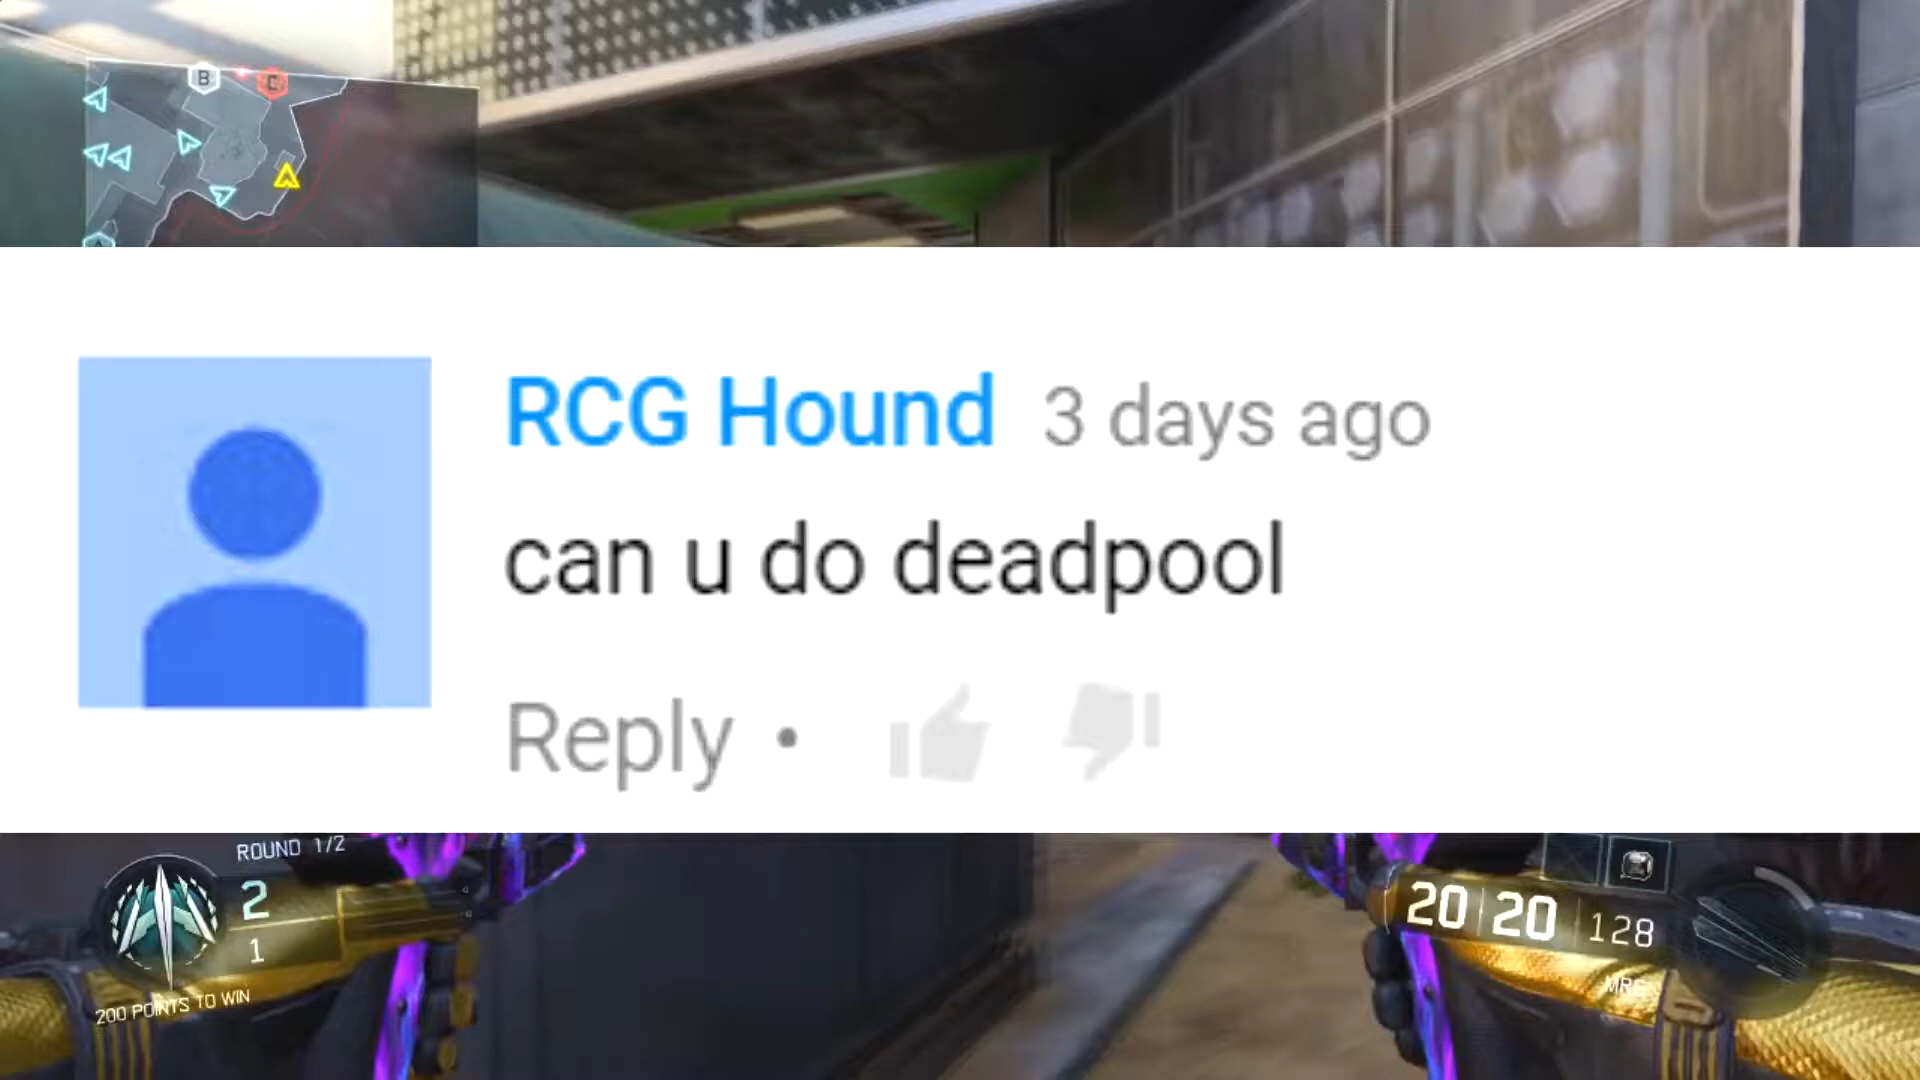 B C
RCG Hound 3 days ago
can u do deadpool
Reply •
ROUND 1/2
2
1
200 POINTS TO WIN
20 20 128